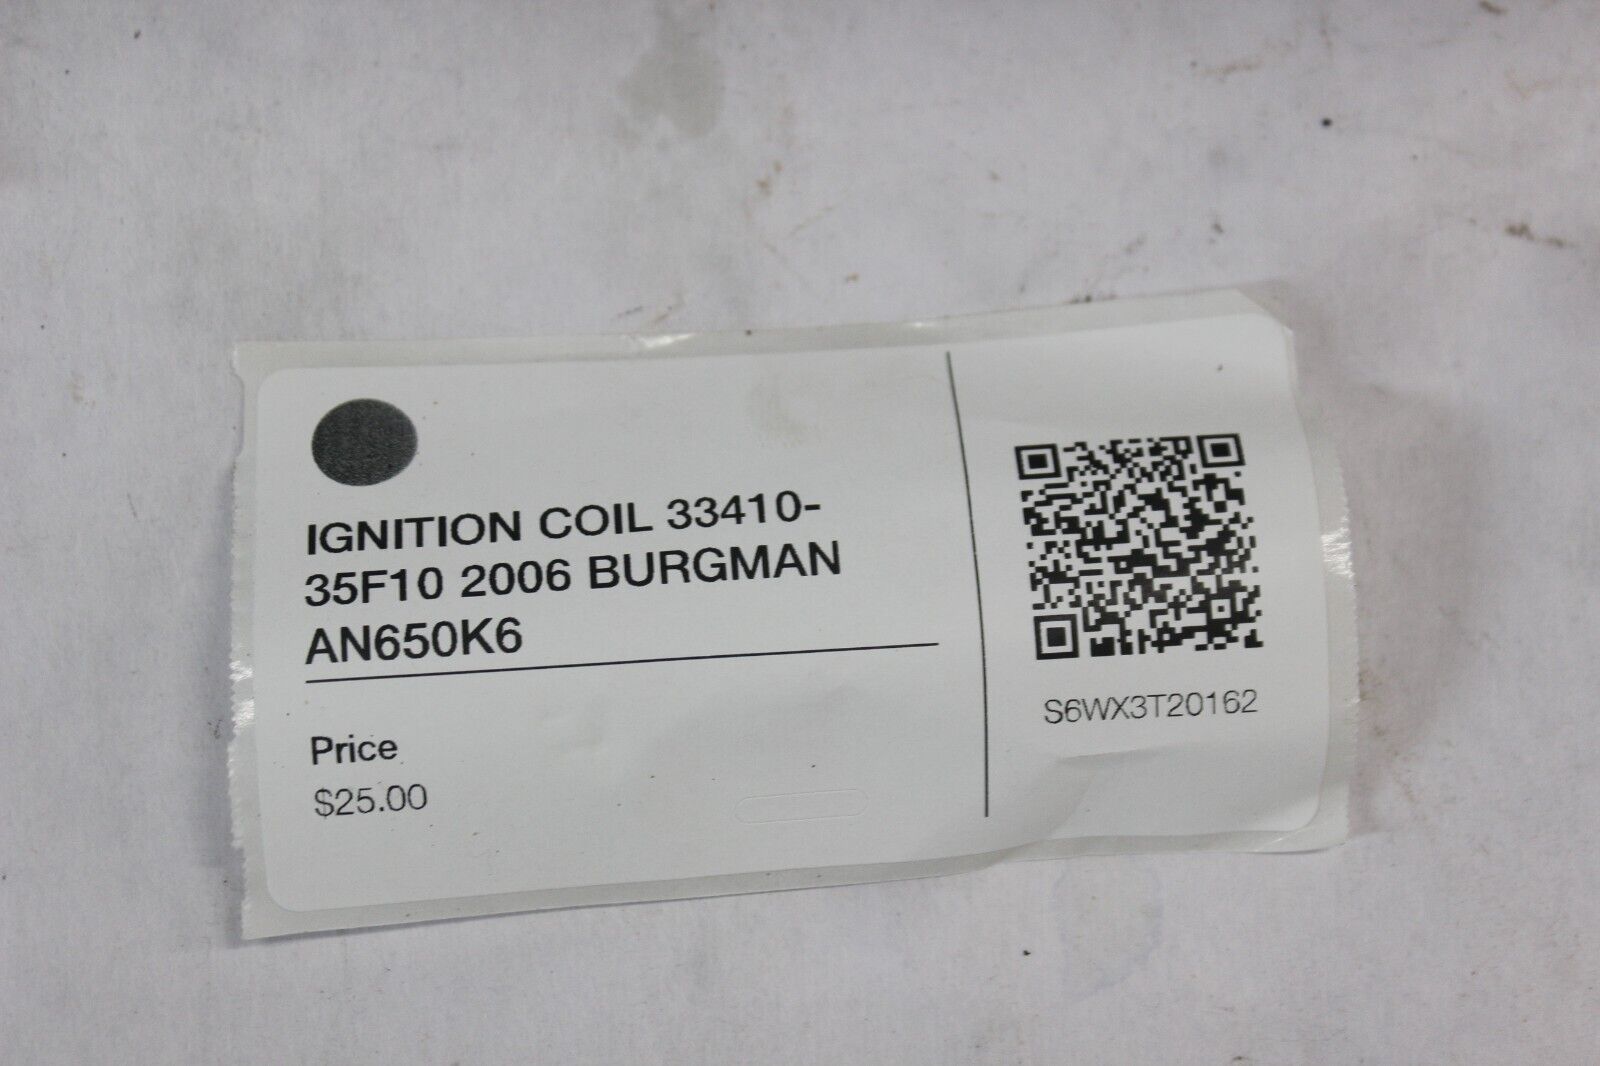 IGNITION COIL 33410-
35F10 2006 BURGMAN
AN650K6
Price
$25.00
S6WX3T20162